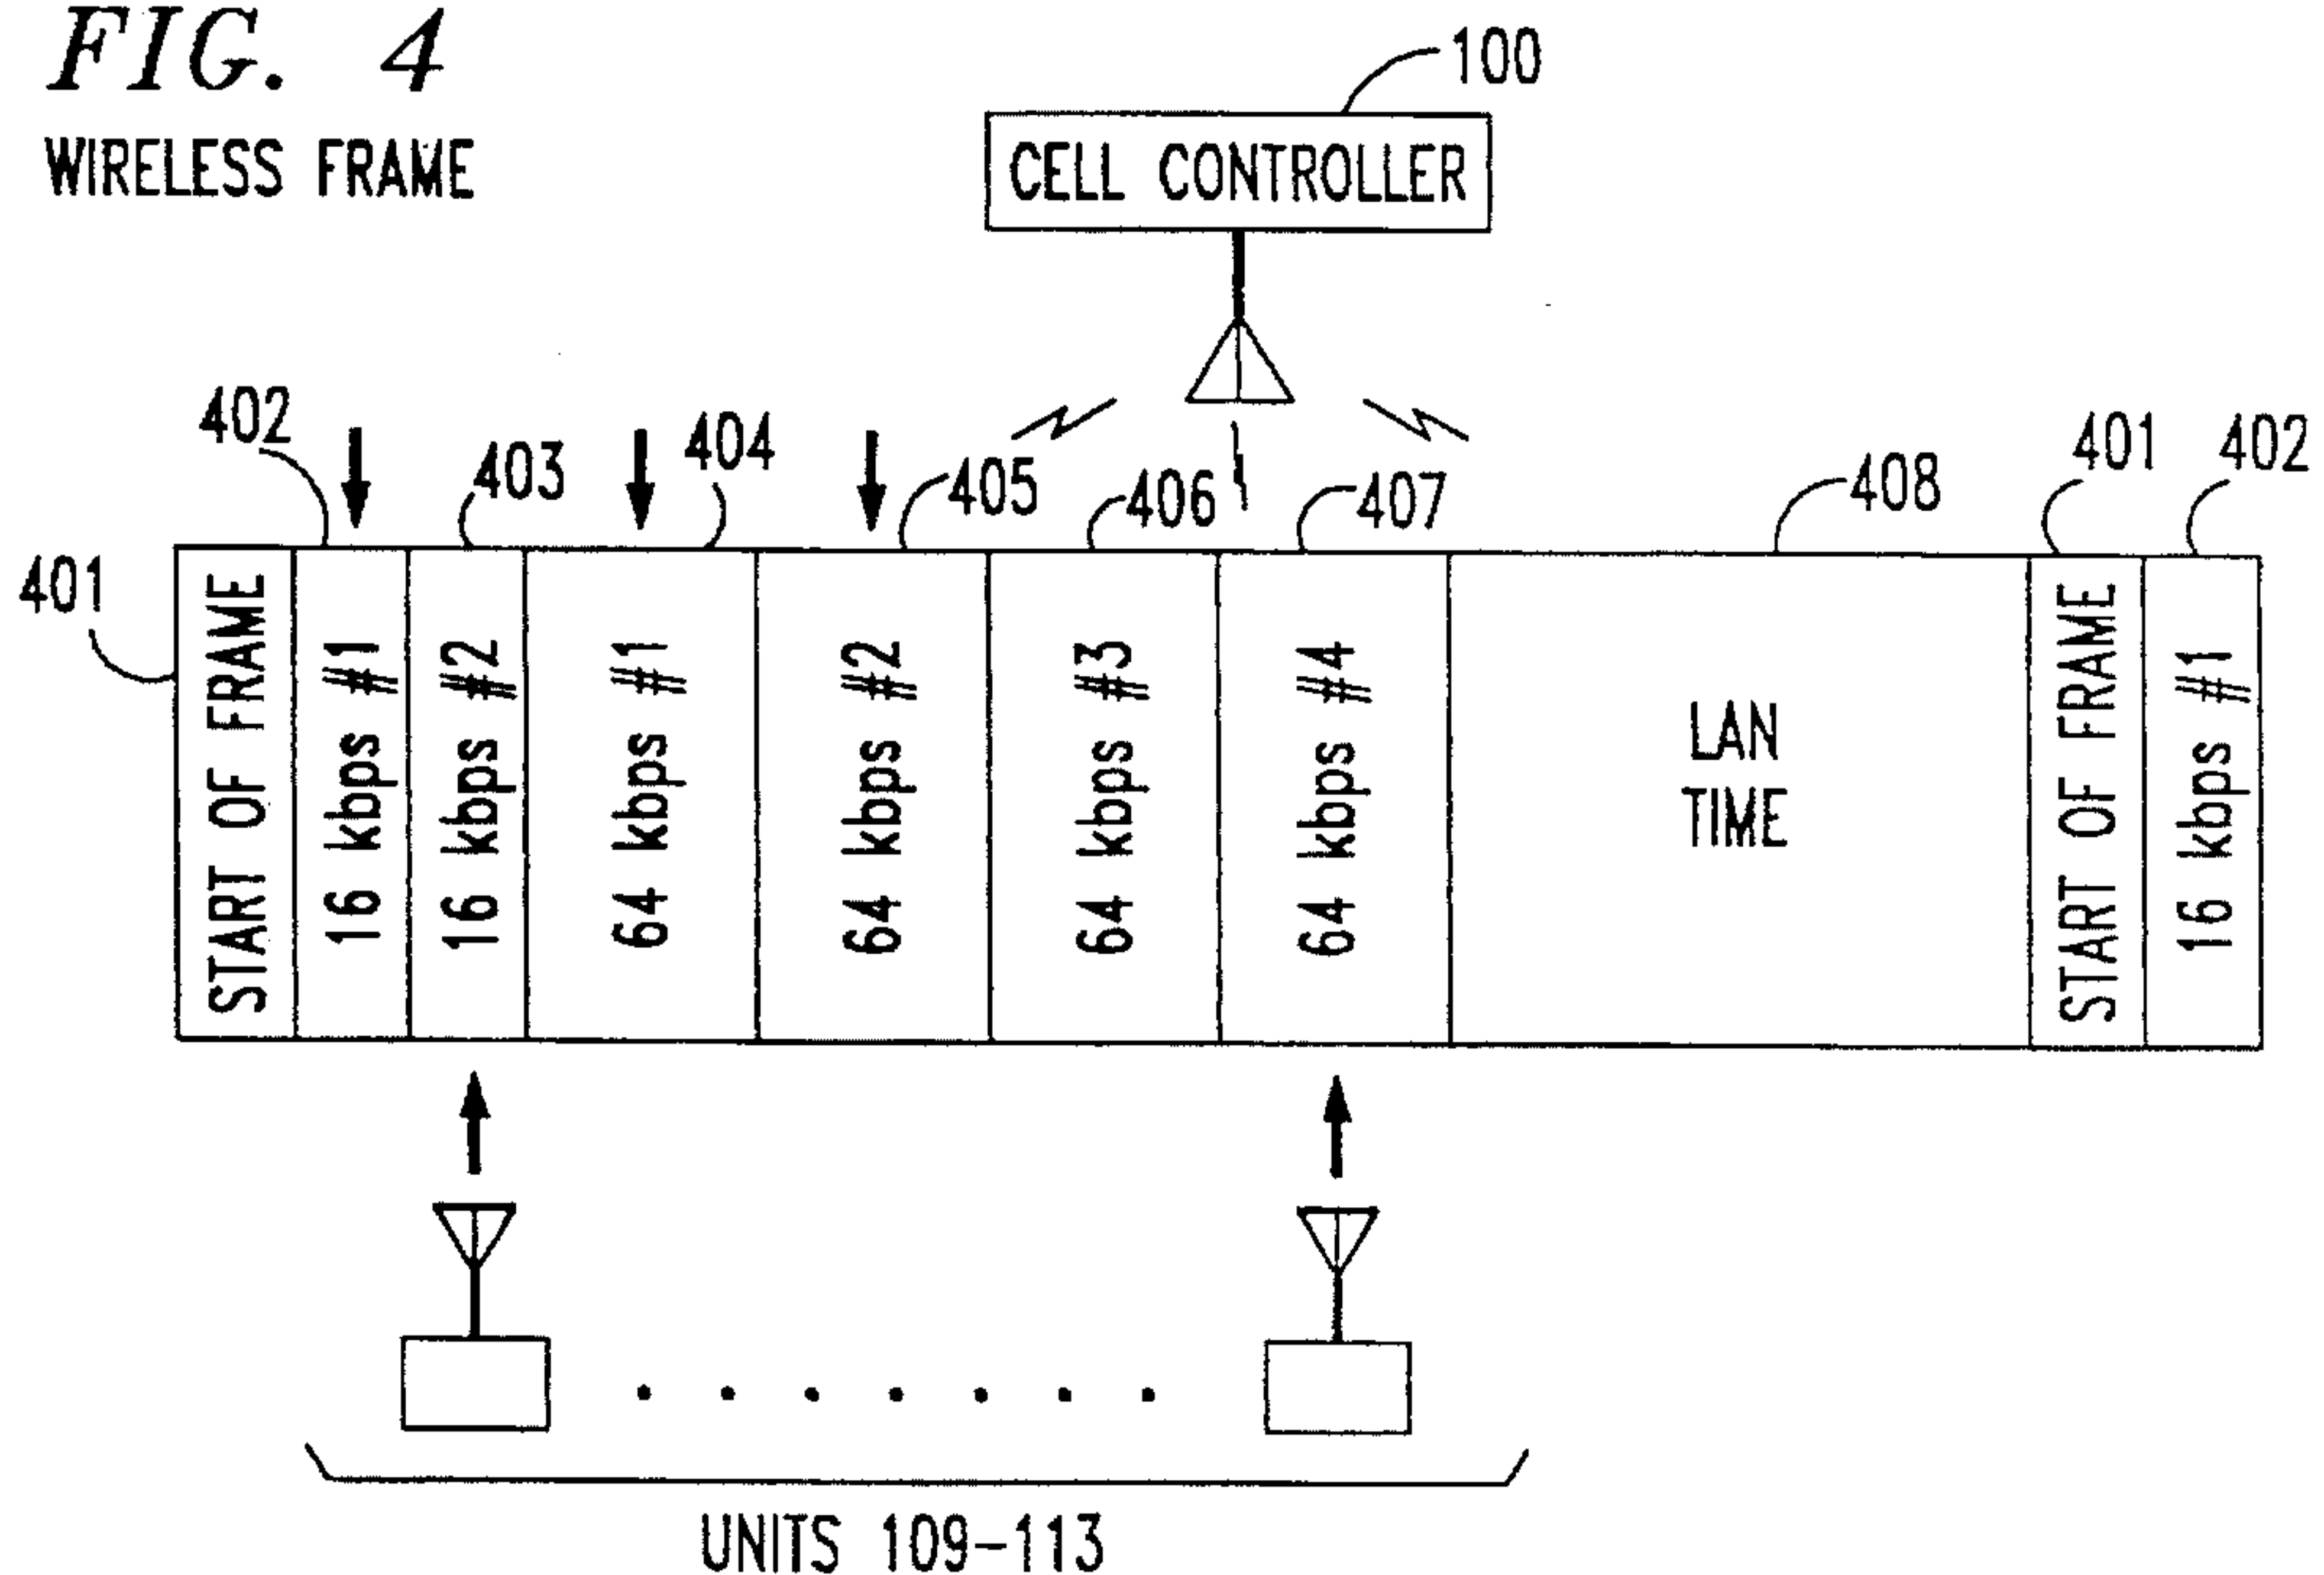 FIG. 4
WIRELESS FRAME
100
CELL CONTROLLER
402
403
404
405
406
407
408
401
402
401
START OF FRAME
16 kbps #1
16 kbps #2
64 kbps #1
64 kbps #2
64 kbps #3
64 kbps #4
LAN
TIME
START OF FRAME
16 kbps #1
UNITS 109-113